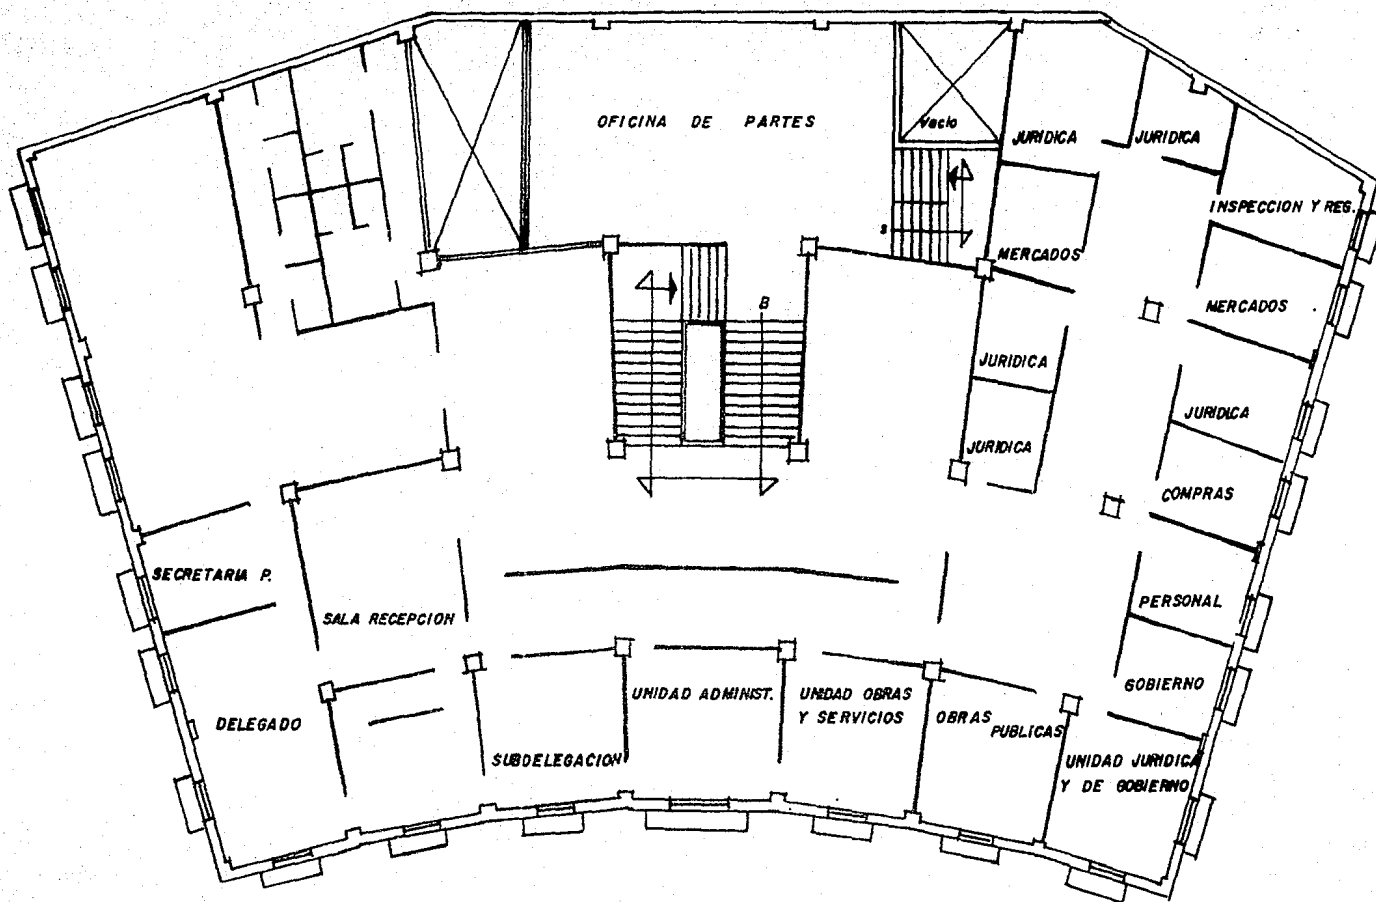 OFICINA DE PARTES
Vacio
JURIDICA
JURIDICA
INSPECCION Y REG.
S
MERCADOS
MERCADOS
B
JURIDICA
JURIDICA
JURIDICA
COMPRAS
SECRETARIA P.
SALA RECEPCION
PERSONAL
GOBIERNO
DELEGADO
SUBDELEGACION
UNIDAD ADMINIST.
UNIDAD OBRAS
Y SERVICIOS
OBRAS
PUBLICAS
UNIDAD JURIDICA
Y DE GOBIERNO